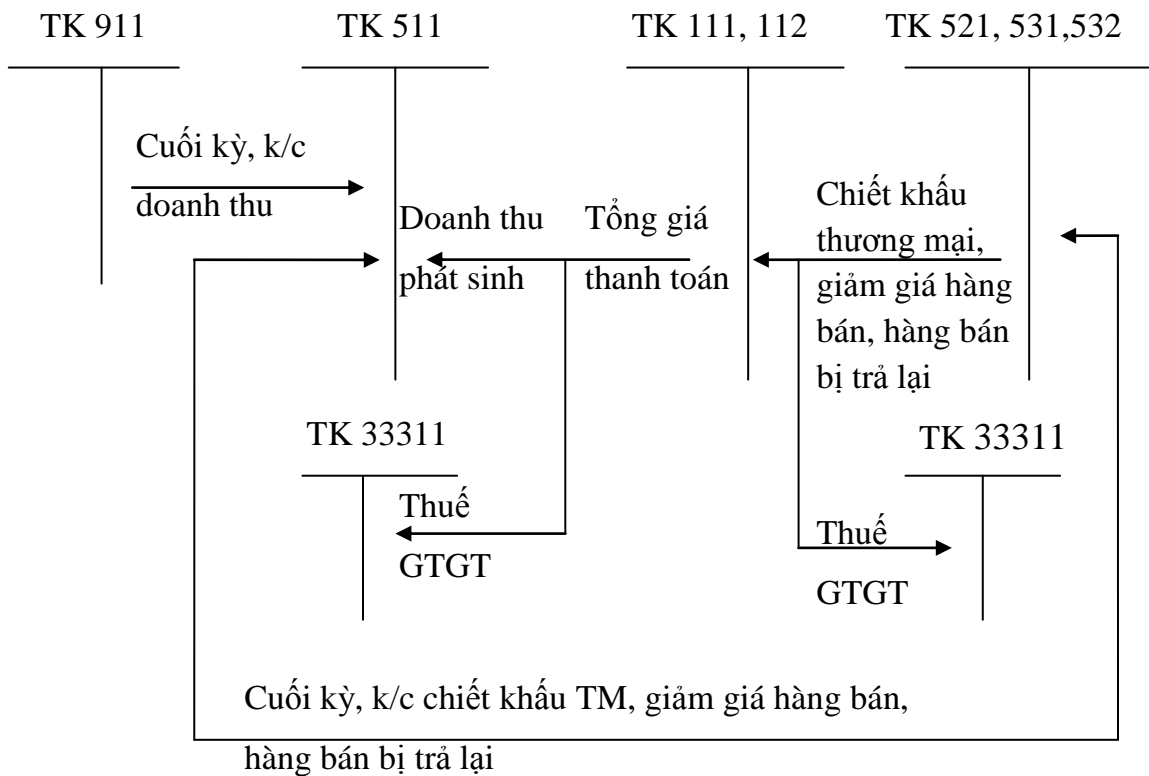 TK 911
TK 511
TK 111, 112
TK 521, 531,532
Cuối kỳ, k/c
doanh thu
Doanh thu
phát sinh
Tổng giá
thanh toán
Chiết khấu
thương mại,
giảm giá hàng
bán, hàng bán
bị trả lại
TK 33311
Thuế
GTGT
TK 33311
Thuế
GTGT
Cuối kỳ, k/c chiết khấu TM, giảm giá hàng bán,
hàng bán bị trả lại